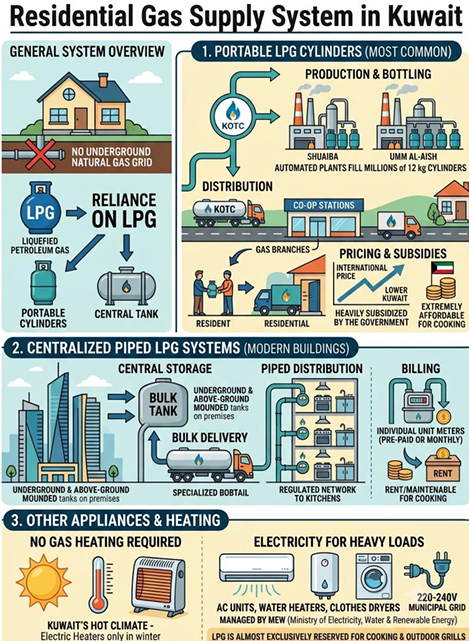 Residential Gas Supply System in Kuwait
GENERAL SYSTEM OVERVIEW
NO UNDERGROUND
NATURAL GAS GRID
LPG
LIQUEFIED
PETROLEUM GAS
RELIANCE
ON LPG
PORTABLE
CYLINDERS
CENTRAL TANK
1. PORTABLE LPG CYLINDERS (MOST COMMON)
PRODUCTION & BOTTLING
KOTC
SHUAIBA
UMM AL-AISH
AUTOMATED PLANTS FILL MILLIONS of 12 kg CYLINDERS
DISTRIBUTION
KOTC
CO-OP STATIONS
GAS BRANCHES
RESIDENT
RESIDENTIAL
PRICING & SUBSIDIES
INTERNATIONAL
PRICE
LOWER
KUWAIT
HEAVILY SUBSIDIZED
BY THE GOVERNMENT
EXTREMELY
AFFORDABLE
FOR COOKING
2. CENTRALIZED PIPED LPG SYSTEMS (MODERN BUILDINGS)
UNDERGROUND & ABOVE-GROUND
MOUNDED tanks on premises
CENTRAL STORAGE
BULK
TANK
UNDERGROUND &
ABOVE-GROUND
MOUNDED tanks
on premises
BULK DELIVERY
SPECIALIZED BOBTAIL
PIPED DISTRIBUTION
REGULATED NETWORK
TO KITCHENS
BILLING
INDIVIDUAL UNIT METERS
(PRE-PAID OR MONTHLY)
RENT
RENT/MAINTENABLE
FOR COOKING
3. OTHER APPLIANCES & HEATING
NO GAS HEATING REQUIRED
KUWAIT'S HOT CLIMATE -
Electric Heaters only in winter
ELECTRICITY FOR HEAVY LOADS
AC UNITS, WATER HEATERS, CLOTHES DRYERS
MANAGED BY MEW (Ministry of Electricity, Water & Renewable Energy)
220-240V
MUNICIPAL GRID
LPG IS ALMOST EXCLUSIVELY RESERVED FOR COOKING & OUTDOOR GRILLS